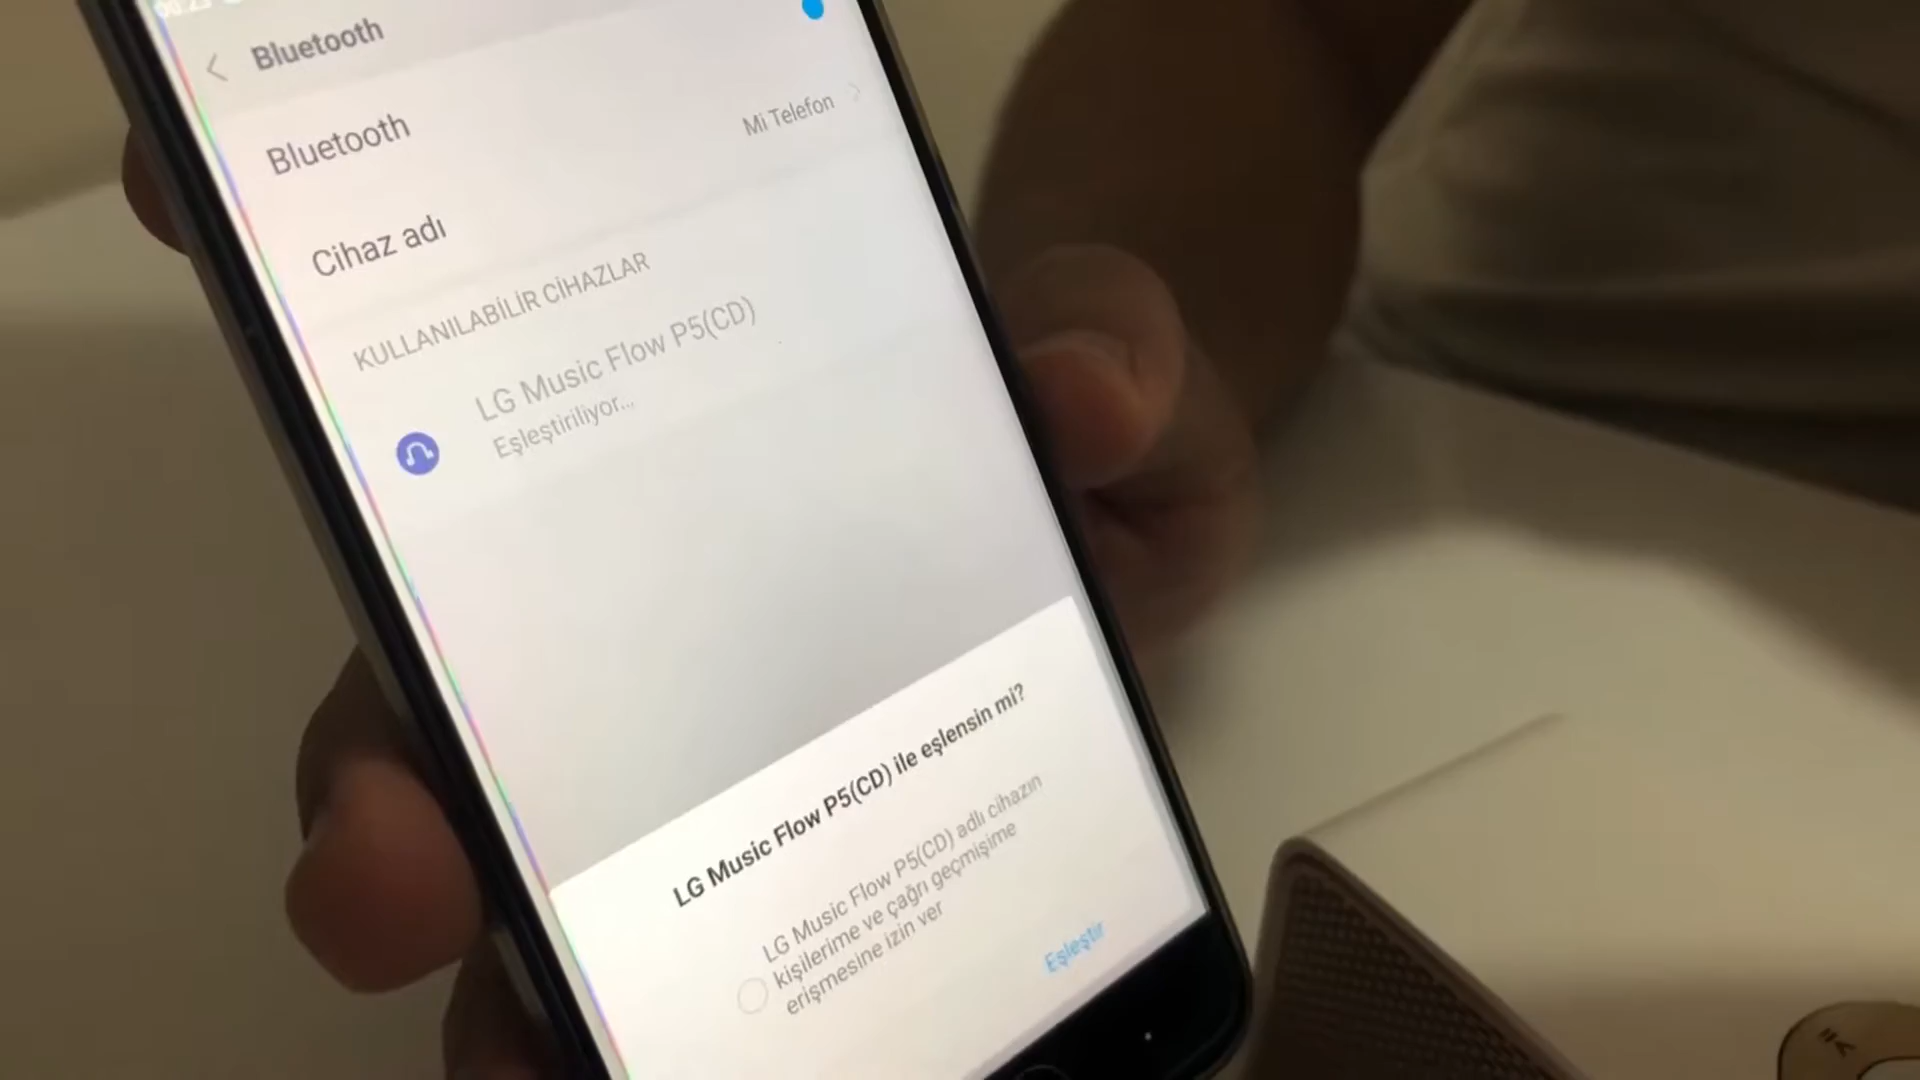 Bluetooth
Bluetooth
Cihaz adı
Mi Telefon
KULLANILABİLİR CİHAZLAR
LG Music Flow P5(CD)
Eşleştiriliyor...
LG Music Flow P5(CD) ile eşlensin mi?
LG Music Flow P5(CD) adlı cihazın
kişilerime ve çağrı geçmişime
erişmesine izin ver
Eşleştir